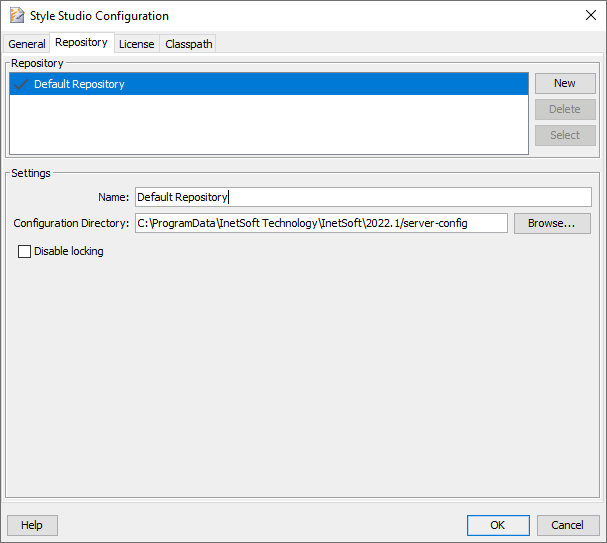 Style Studio Configuration
General Repository License Classpath
Repository
Default Repository
New
Delete
Select
Settings
Name: Default Repository
Configuration Directory: C:\ProgramData\InetSoft Technology\InetSoft\2022.1/server-config Browse...
Disable locking
Help OK Cancel